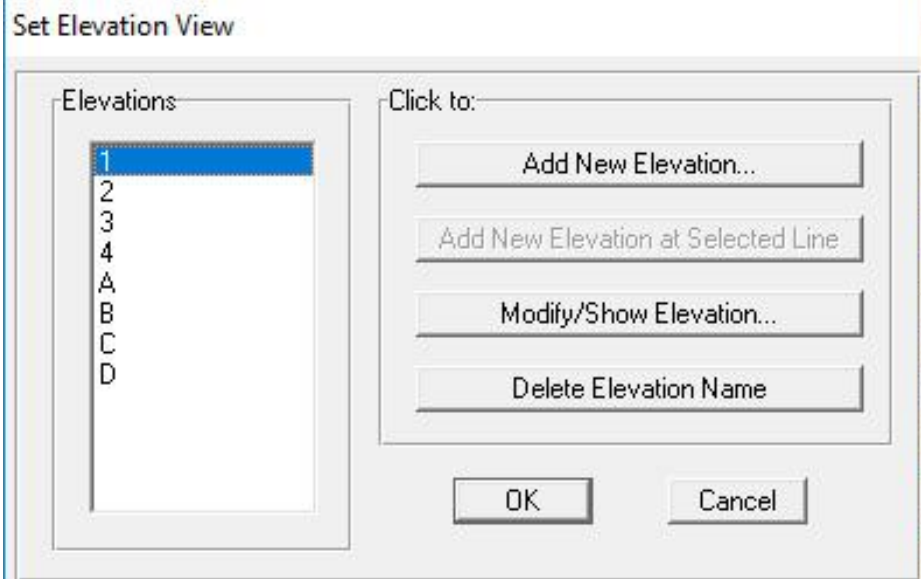 Set Elevation View
Elevations
1
2
3
4
A
B
C
D
Click to:
Add New Elevation...
Add New Elevation at Selected Line
Modify/Show Elevation...
Delete Elevation Name
OK
Cancel